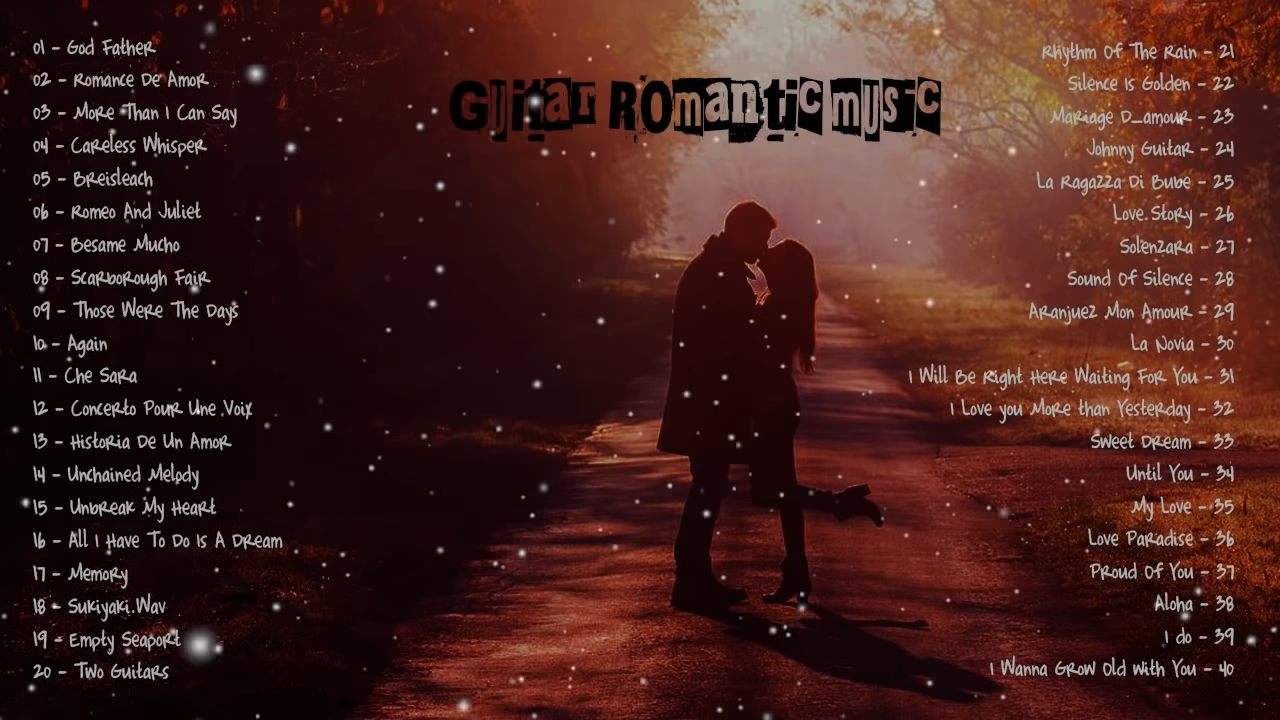 Guitar Romantic music
01 - God Father
02 - Romance De Amor
03 - More Than I Can Say
04 - Careless Whisper
05 - Breisleach
06 - Romeo And Juliet
07 - Besame Mucho
08 - Scarborough Fair
09 - Those Were The Days
10 - Again
11 - Che Sara
12 - Concerto Pour Une Voix
13 - Historia De Un Amor
14 - Unchained Melody
15 - Unbreak My Heart
16 - All I Have To Do Is A Dream
17 - Memory
18 - Sukiyaki.Wav
19 - Empty Seaport
20 - Two Guitars
Rhythm Of The Rain - 21
Silence Is Golden - 22
Mariage D_amour - 23
Johnny Guitar - 24
La Ragazza Di Bube - 25
Love Story - 26
Solenzara - 27
Sound Of Silence - 28
Aranjuez Mon Amour - 29
La Novia - 30
I Will Be Right Here Waiting For You - 31
I Love you More than Yesterday - 32
Sweet Dream - 33
Until You - 34
My Love - 35
Love Paradise - 36
Proud Of You - 37
Aloha - 38
I do - 39
I Wanna Grow Old With You - 40